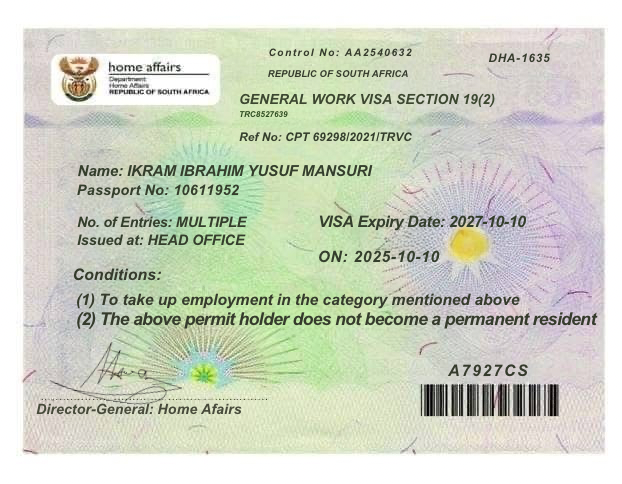 home affairs
Department:
Home Affairs
REPUBLIC OF SOUTH AFRICA
Control No: AA2540632
DHA-1635
REPUBLIC OF SOUTH AFRICA
GENERAL WORK VISA SECTION 19(2)
TRC8527639
Ref No: CPT 69298/2021/TRVC
Name: IKRAM IBRAHIM YUSUF MANSURI
Passport No: 10611952
No. of Entries: MULTIPLE
VISA Expiry Date: 2027-10-10
Issued at: HEAD OFFICE
ON: 2025-10-10
Conditions:
(1) To take up employment in the category mentioned above
(2) The above permit holder does not become a permanent resident
A7927CS
Director-General: Home Afairs